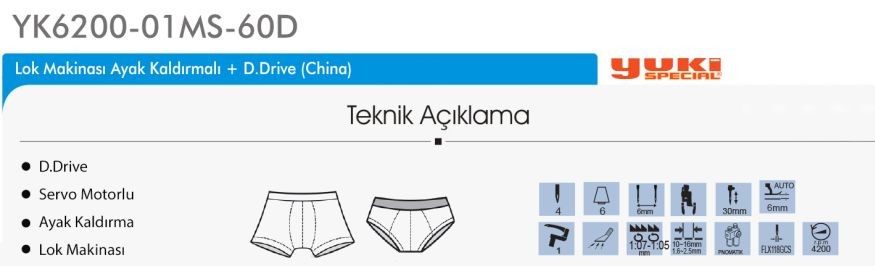 YK6200-01MS-60D
Lok Makinası Ayak Kaldırmalı + D.Drive (China)
YUKI
SPECIAL
Teknik Açıklama
D.Drive
Servo Motorlu
Ayak Kaldırma
Lok Makinası
4
6
6mm
30mm
AUTO
6mm
1
1:07-1:05
mm
10~16mm
1.6~2.5mm
PNOMATIK
FLX118GCS
r.p.m
4200